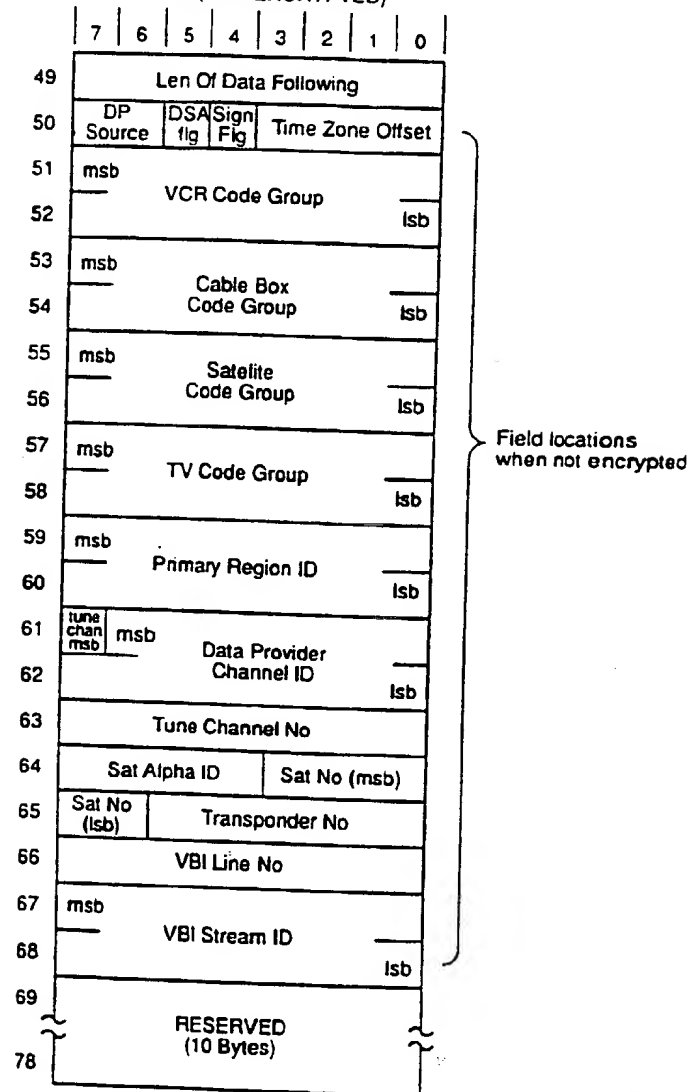 7 6 5 4 3 2 1 0
49 Len Of Data Following
50 DP Source DSA flg Sign Flg Time Zone Offset
51 msb
VCR Code Group
52 lsb
53 msb
Cable Box
Code Group
54 lsb
55 msb
Satelite
Code Group
56 lsb
57 msb
TV Code Group
58 lsb
Field locations
when not encrypted
59 msb
Primary Region ID
60 lsb
61 tune chan msb msb
Data Provider
Channel ID
62 lsb
63 Tune Channel No
64 Sat Alpha ID Sat No (msb)
65 Sat No (lsb) Transponder No
66 VBI Line No
67 msb
VBI Stream ID
68 lsb
69
RESERVED
(10 Bytes)
78